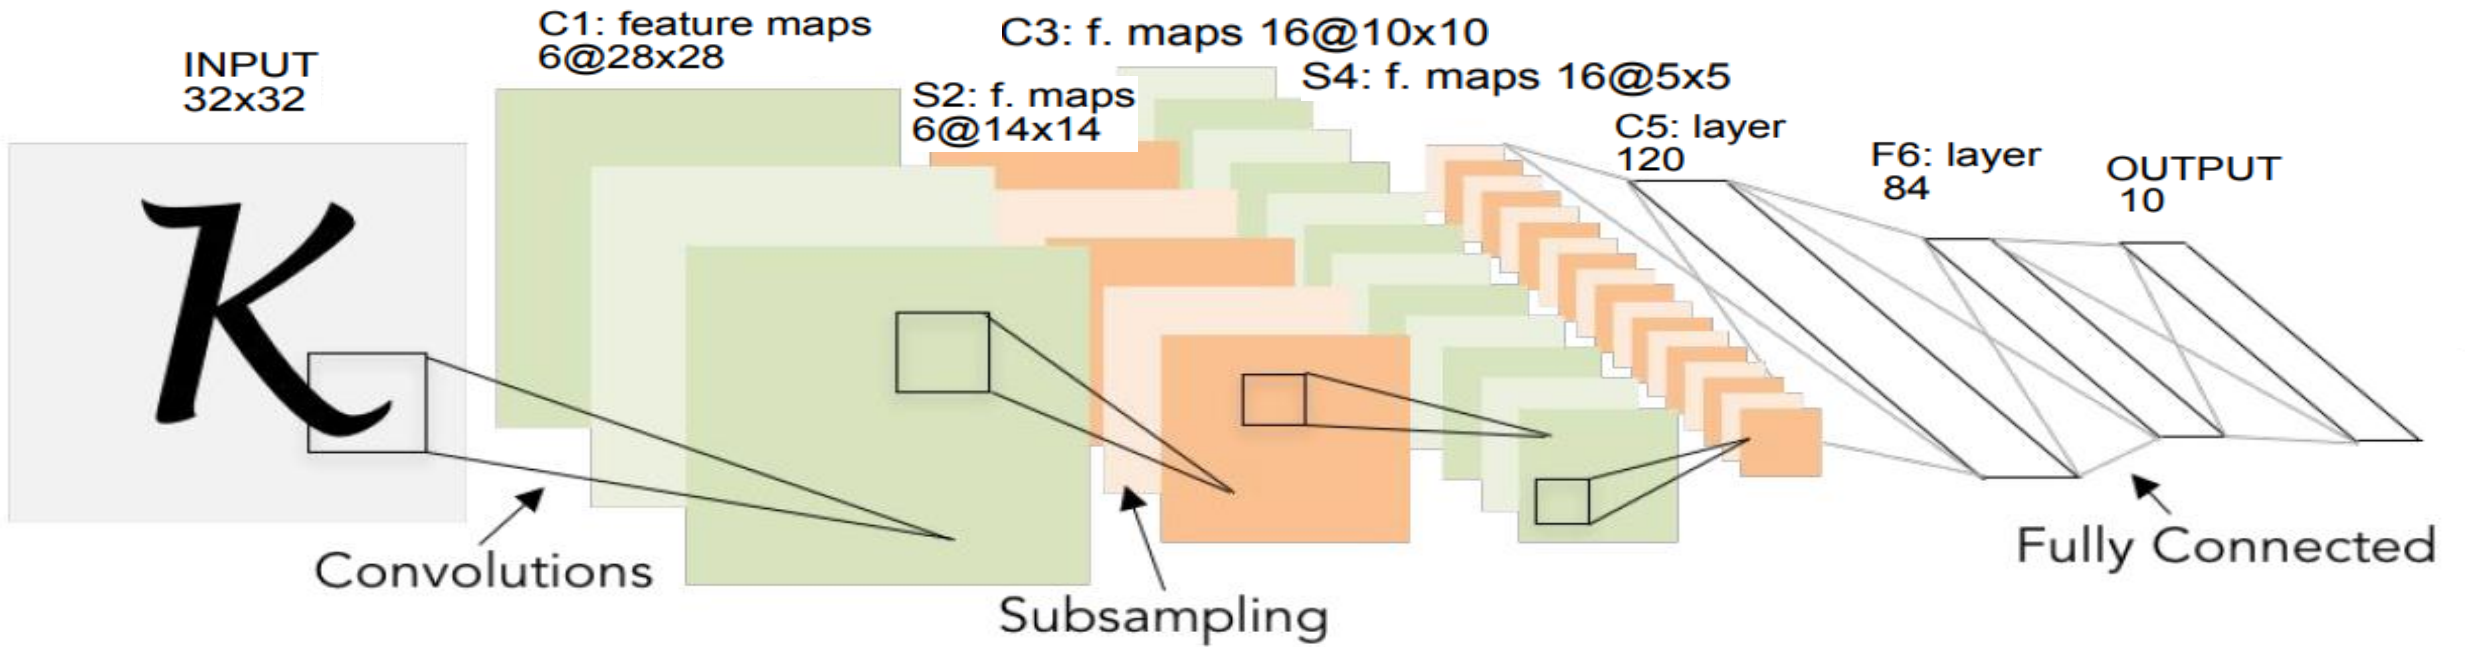 INPUT
32x32
K
C1: feature maps
6@28x28
S2: f. maps
6@14x14
C3: f. maps 16@10x10
S4: f. maps 16@5x5
C5: layer
120
F6: layer
84
OUTPUT
10
Convolutions
Subsampling
Fully Connected